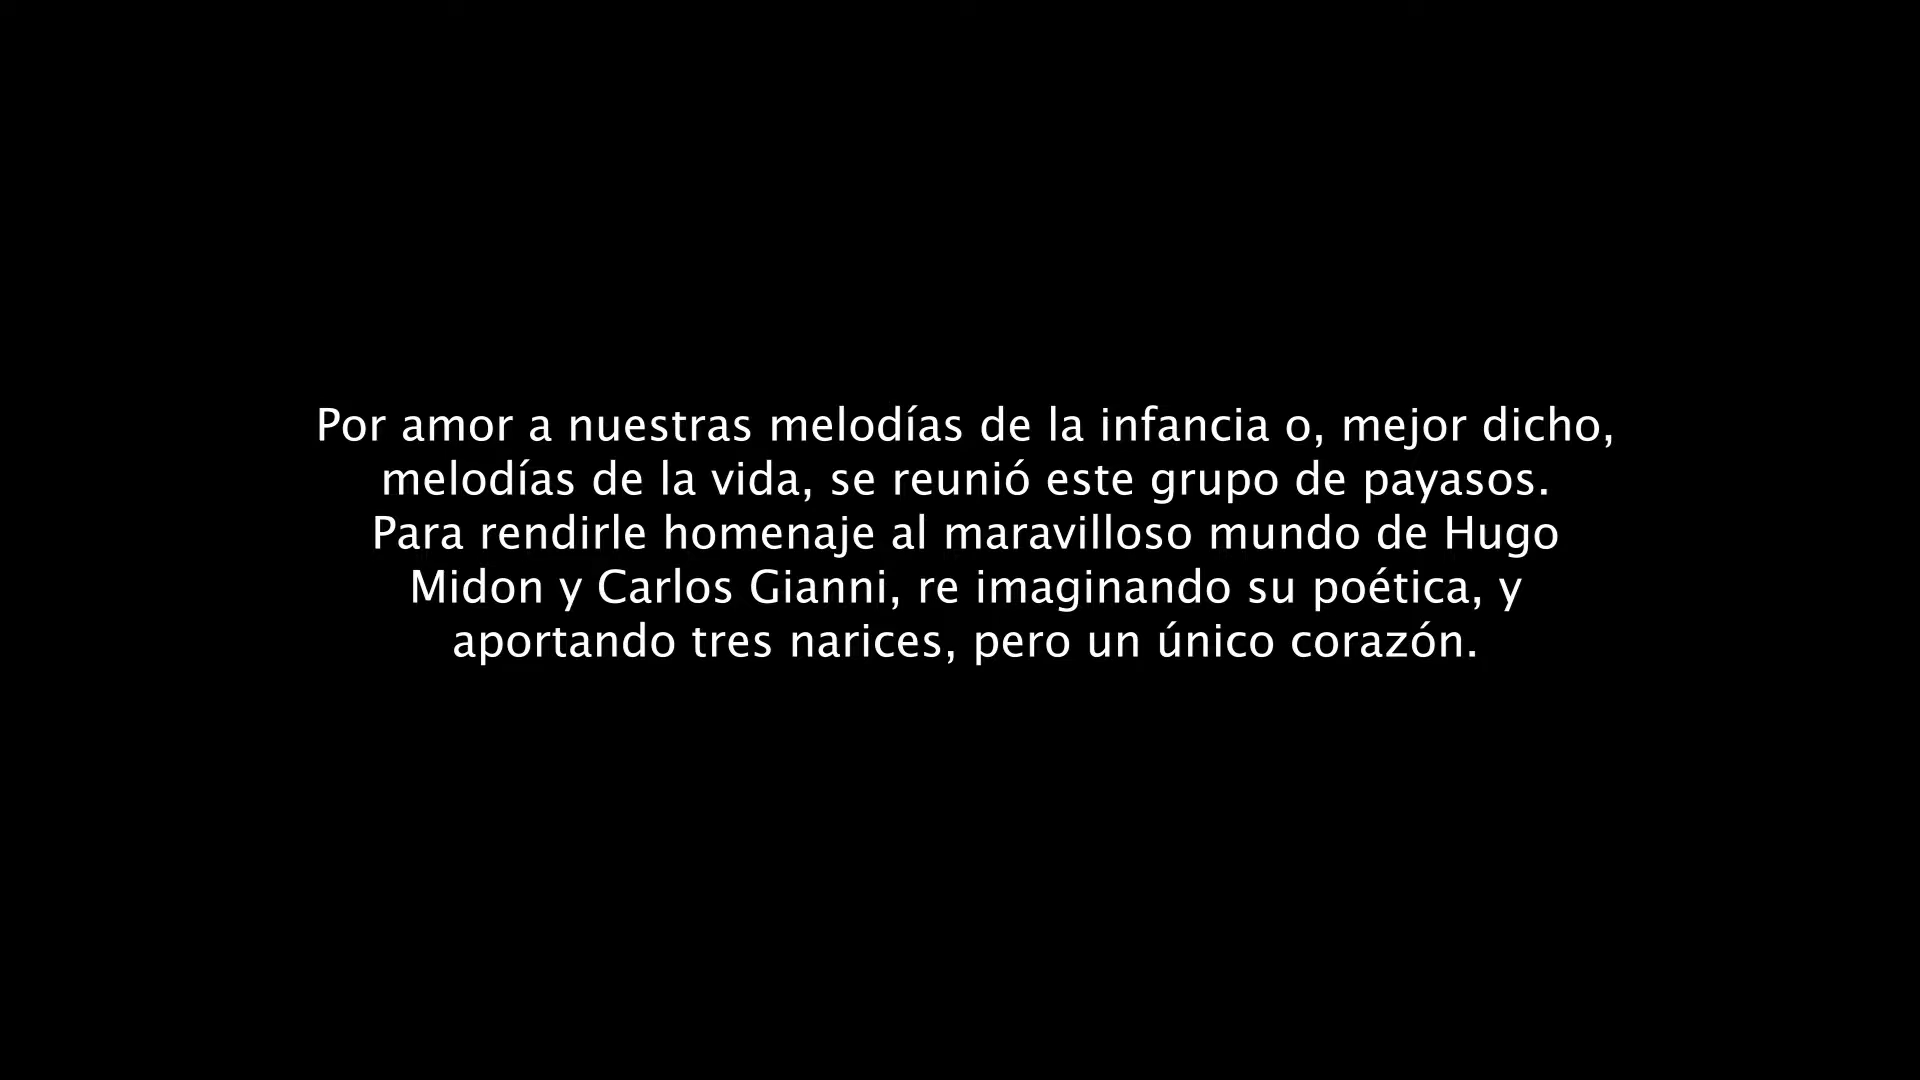 Por amor a nuestras melodías de la infancia o, mejor dicho,
melodías de la vida, se reunió este grupo de payasos.
Para rendirle homenaje al maravilloso mundo de Hugo
Midon y Carlos Gianni, re imaginando su poética, y
aportando tres narices, pero un único corazón.